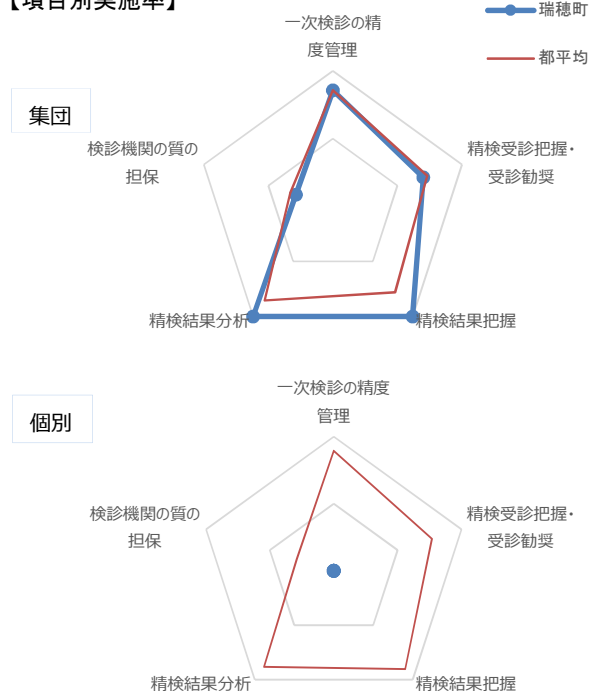 【項目別実施率】
瑞穂町
都平均
集団
一次検診の精
度管理
精検受診把握・
受診勧奨
精検結果把握
精検結果分析
検診機関の質の
担保
個別
一次検診の精度
管理
精検受診把握・
受診勧奨
精検結果把握
精検結果分析
検診機関の質の
担保